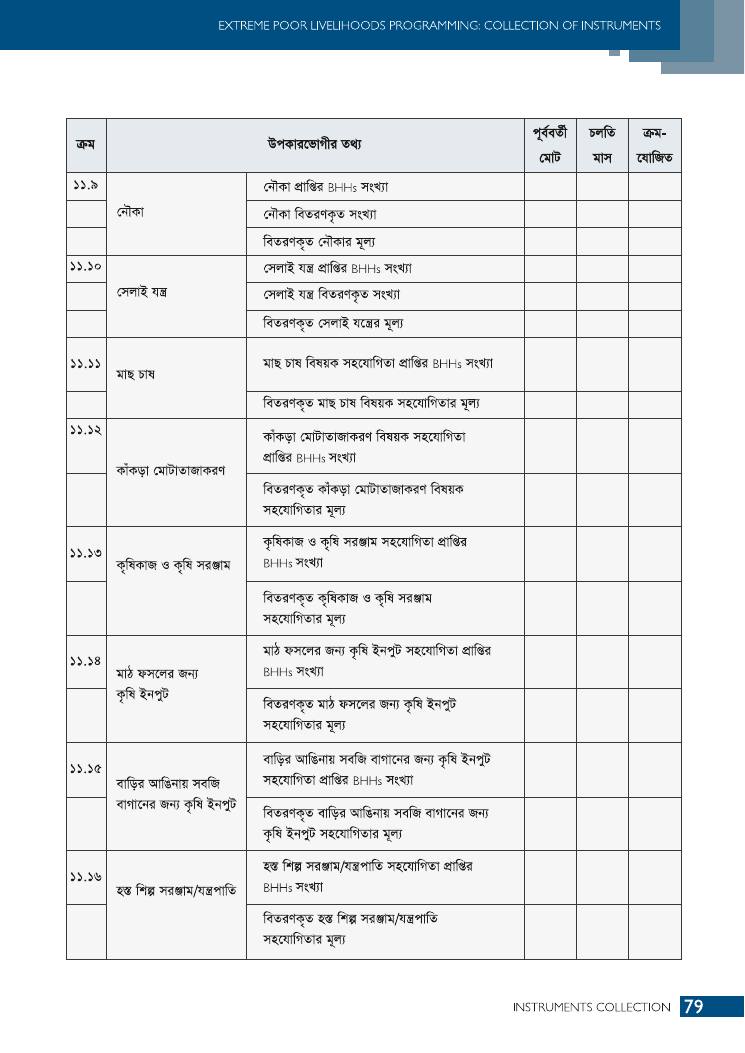 EXTREME POOR LIVELIHOODS PROGRAMMING: COLLECTION OF INSTRUMENTS
ক্রম
উপকারভোগীর তথ্য
পূর্ববর্তী
মোট
চলতি
মাস
ক্রম-
যোজিত
১১.৯
নৌকা
নৌকা প্রাপ্তির BHHs সংখ্যা
নৌকা বিতরণকৃত সংখ্যা
বিতরণকৃত নৌকার মূল্য
১১.১০
সেলাই যন্ত্র
সেলাই যন্ত্র প্রাপ্তির BHHs সংখ্যা
সেলাই যন্ত্র বিতরণকৃত সংখ্যা
বিতরণকৃত সেলাই যন্ত্রের মূল্য
১১.১১
মাছ চাষ
মাছ চাষ বিষয়ক সহযোগিতা প্রাপ্তির BHHs সংখ্যা
বিতরণকৃত মাছ চাষ বিষয়ক সহযোগিতার মূল্য
১১.১২
কাঁকড়া মোটাতাজাকরণ
কাঁকড়া মোটাতাজাকরণ বিষয়ক সহযোগিতা
প্রাপ্তির BHHs সংখ্যা
বিতরণকৃত কাঁকড়া মোটাতাজাকরণ বিষয়ক
সহযোগিতার মূল্য
১১.১৩
কৃষিকাজ ও কৃষি সরঞ্জাম
কৃষিকাজ ও কৃষি সরঞ্জাম সহযোগিতা প্রাপ্তির
BHHs সংখ্যা
বিতরণকৃত কৃষিকাজ ও কৃষি সরঞ্জাম
সহযোগিতার মূল্য
১১.১৪
মাঠ ফসলের জন্য
কৃষি ইনপুট
মাঠ ফসলের জন্য কৃষি ইনপুট সহযোগিতা প্রাপ্তির
BHHs সংখ্যা
বিতরণকৃত মাঠ ফসলের জন্য কৃষি ইনপুট
সহযোগিতার মূল্য
১১.১৫
বাড়ির আঙিনায় সবজি
বাগানের জন্য কৃষি ইনপুট
বাড়ির আঙিনায় সবজি বাগানের জন্য কৃষি ইনপুট
সহযোগিতা প্রাপ্তির BHHs সংখ্যা
বিতরণকৃত বাড়ির আঙিনায় সবজি বাগানের জন্য
কৃষি ইনপুট সহযোগিতার মূল্য
১১.১৬
হস্ত শিল্প সরঞ্জাম/যন্ত্রপাতি
হস্ত শিল্প সরঞ্জাম/যন্ত্রপাতি সহযোগিতা প্রাপ্তির
BHHs সংখ্যা
বিতরণকৃত হস্ত শিল্প সরঞ্জাম/যন্ত্রপাতি
সহযোগিতার মূল্য
INSTRUMENTS COLLECTION 79